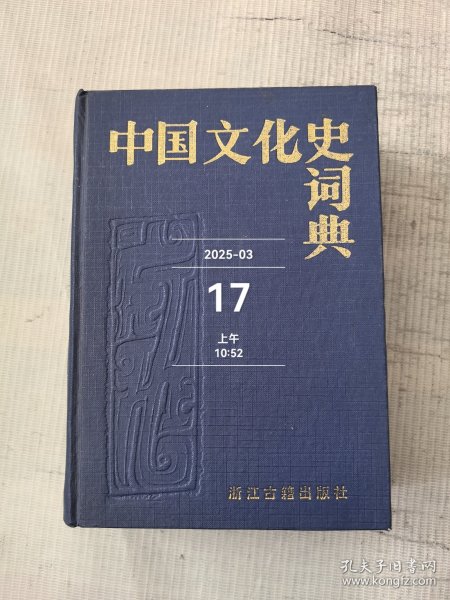 中国文化史
词典
2025-03
17
上午
10:52
浙江古籍出版社
孔夫子旧书网
www.kongfz.com